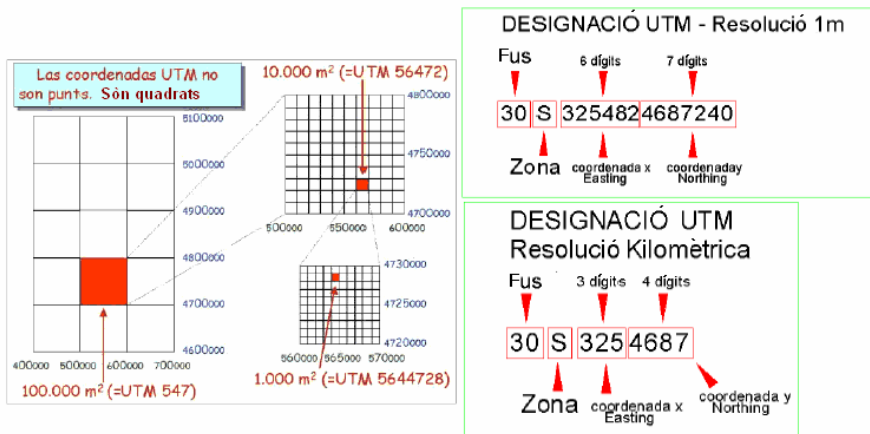 Las coordenadas UTM no
son punts. Sòn quadrats
5100000
4900000
4800000
4700000
4600000
400000 500000 600000 700000
100.000 m² (=UTM 547)
10.000 m² (=UTM 56472)
4800000
4750000
4700000
500000 550000 600000
4730000
4725000
4720000
560000 565000 570000
1.000 m² (=UTM 5644728)
DESIGNACIÓ UTM - Resolució 1m
Fus 6 dígits 7 dígits
30 S 325482 4687240
Zona coordenada x coordenaday
Easting Northing
DESIGNACIÓ UTM
Resolució Kilomètrica
Fus 3 dígits 4 dígits
30 S 325 4687
Zona coordenada x coordenada y
Easting Northing